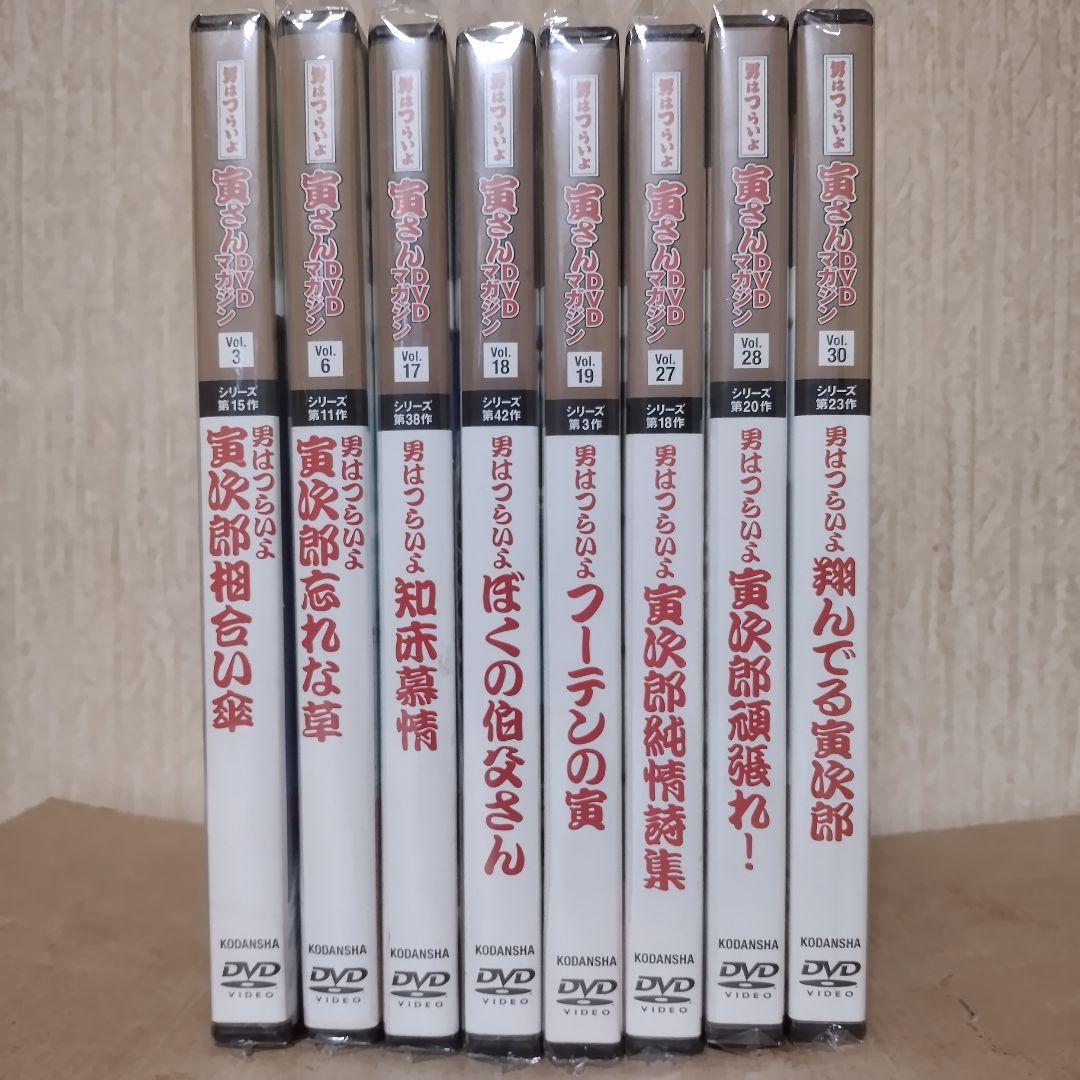 男はつらいよ
寅さんDVDマガジン
Vol.
3
シリーズ
第15作
男はつらいよ
寅次郎相合い傘
KODANSHA
DVD
VIDEO
男はつらいよ
寅さんDVDマガジン
Vol.
6
シリーズ
第11作
男はつらいよ
寅次郎忘れな草
KODANSHA
DVD
VIDEO
男はつらいよ
寅さんDVDマガジン
Vol.
17
シリーズ
第38作
男はつらいよ 知床慕情
KODANSHA
DVD
VIDEO
男はつらいよ
寅さんDVDマガジン
Vol.
18
シリーズ
第42作
男はつらいよ ぼくの伯父さん
KODANSHA
DVD
VIDEO
男はつらいよ
寅さんDVDマガジン
Vol.
19
シリーズ
第3作
男はつらいよ フーテンの寅
KODANSHA
DVD
VIDEO
男はつらいよ
寅さんDVDマガジン
Vol.
27
シリーズ
第18作
男はつらいよ 寅次郎純情詩集
KODANSHA
DVD
VIDEO
男はつらいよ
寅さんDVDマガジン
Vol.
28
シリーズ
第20作
男はつらいよ 寅次郎頑張れ!
KODANSHA
DVD
VIDEO
男はつらいよ
寅さんDVDマガジン
Vol.
30
シリーズ
第23作
男はつらいよ 翔んでる寅次郎
KODANSHA
DVD
VIDEO